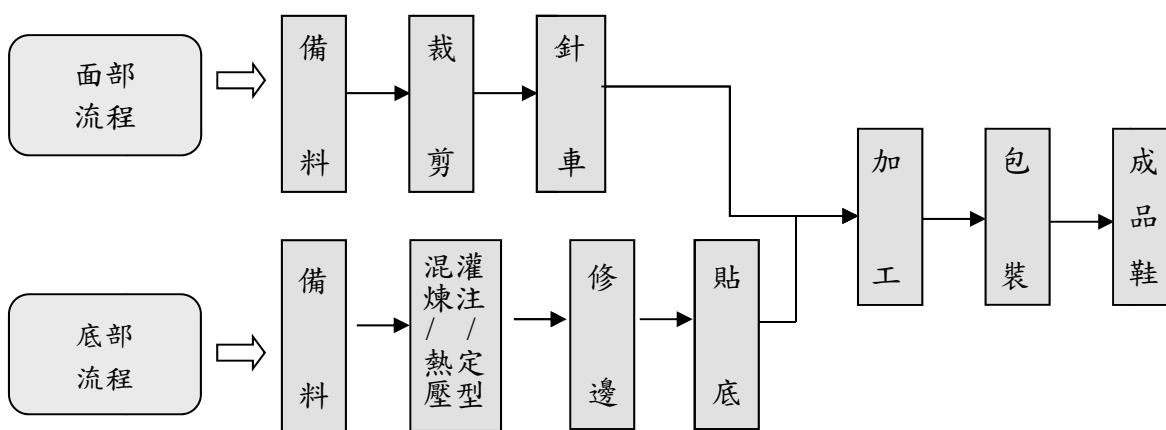 面部
流程
備料
裁剪
針車
加工
包裝
成品鞋
底部
流程
備料
灌注/定型
混煉/熱壓
修邊
貼底